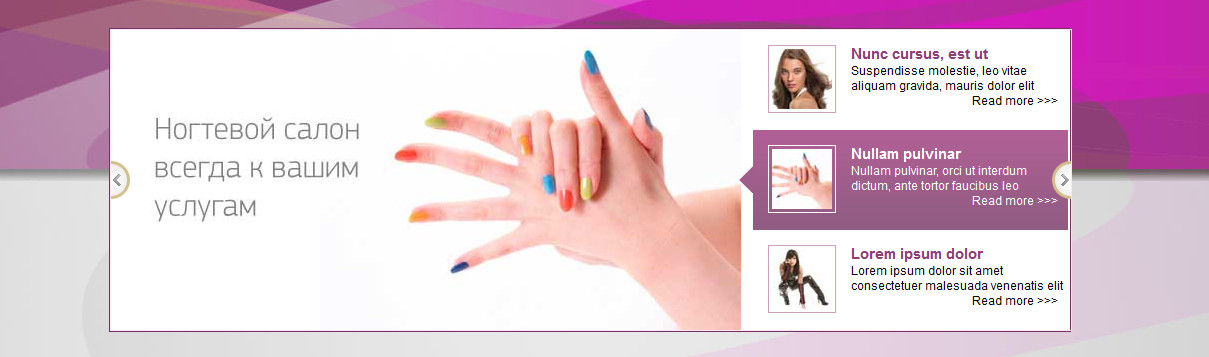 Ногтевой салон
всегда к вашим
услугам
Nunc cursus, est ut
Suspendisse molestie, leo vitae
aliquam gravida, mauris dolor elit
Read more >>>
Nullam pulvinar
Nullam pulvinar, orci ut interdum
dictum, ante tortor faucibus leo
Read more >>>
Lorem ipsum dolor
Lorem ipsum dolor sit amet
consectetuer malesuada venenatis elit
Read more >>>